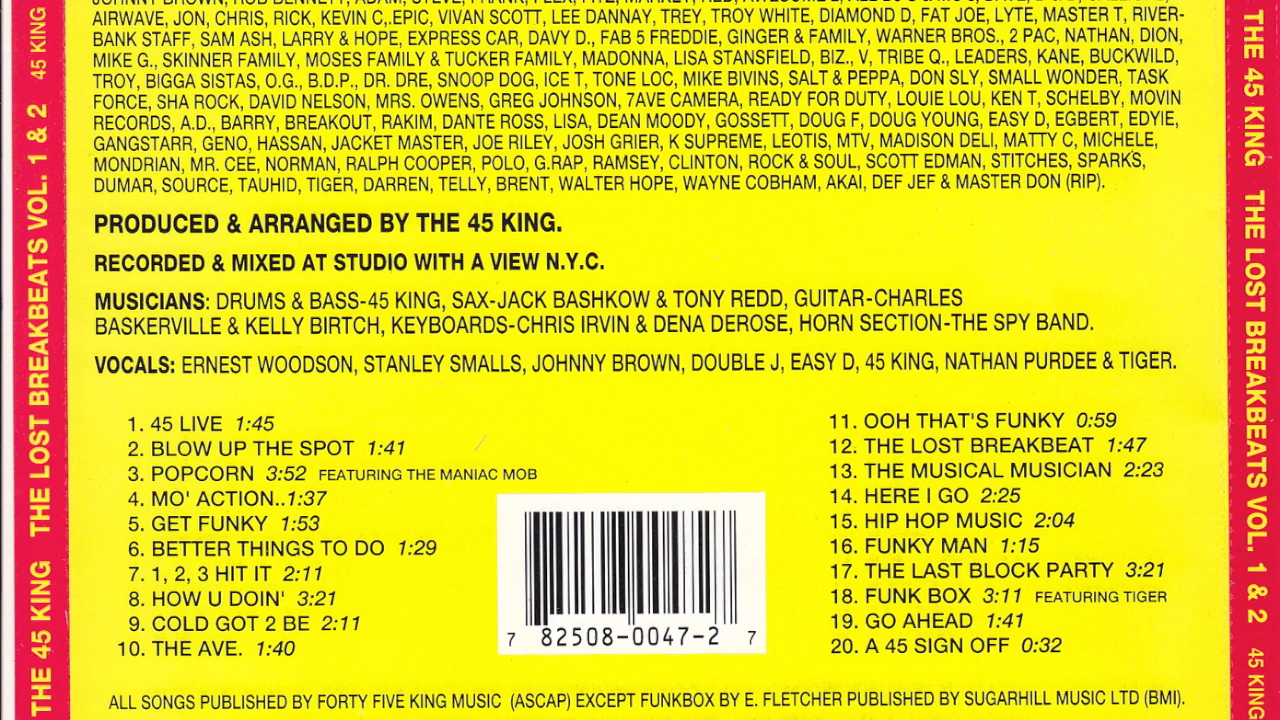 AIRWAVE, JON, CHRIS, RICK, KEVIN C,.EPIC, VIVAN SCOTT, LEE DANNAY, TREY, TROY WHITE, DIAMOND D, FAT JOE, LYTE, MASTER T, RIVER-
BANK STAFF, SAM ASH, LARRY & HOPE, EXPRESS CAR, DAVY D., FAB 5 FREDDIE, GINGER & FAMILY, WARNER BROS., 2 PAC, NATHAN, DION,
MIKE G., SKINNER FAMILY, MOSES FAMILY & TUCKER FAMILY, MADONNA, LISA STANSFIELD, BIZ., V, TRIBE Q., LEADERS, KANE, BUCKWILD,
TROY, BIGGA SISTAS, O.G., B.D.P., DR. DRE, SNOOP DOG, ICE T, TONE LOC, MIKE BIVINS, SALT & PEPPA, DON SLY, SMALL WONDER, TASK
FORCE, SHA ROCK, DAVID NELSON, MRS. OWENS, GREG JOHNSON, 7AVE CAMERA, READY FOR DUTY, LOUIE LOU, KEN T, SCHELBY, MOVIN
RECORDS, A.D., BARRY, BREAKOUT, RAKIM, DANTE ROSS, LISA, DEAN MOODY, GOSSETT, DOUG F, DOUG YOUNG, EASY D, EGBERT, EDYIE,
GANGSTARR, GENO, HASSAN, JACKET MASTER, JOE RILEY, JOSH GRIER, K SUPREME, LEOTIS, MTV, MADISON DELI, MATTY C, MICHELE,
MONDRIAN, MR. CEE, NORMAN, RALPH COOPER, POLO, G.RAP, RAMSEY, CLINTON, ROCK & SOUL, SCOTT EDMAN, STITCHES, SPARKS,
DUMAR, SOURCE, TAUHID, TIGER, DARREN, TELLY, BRENT, WALTER HOPE, WAYNE COBHAM, AKAI, DEF JEF & MASTER DON (RIP).
PRODUCED & ARRANGED BY THE 45 KING.
RECORDED & MIXED AT STUDIO WITH A VIEW N.Y.C.
MUSICIANS: DRUMS & BASS-45 KING, SAX-JACK BASHKOW & TONY REDD, GUITAR-CHARLES
BASKERVILLE & KELLY BIRTCH, KEYBOARDS-CHRIS IRVIN & DENA DEROSE, HORN SECTION-THE SPY BAND.
VOCALS: ERNEST WOODSON, STANLEY SMALLS, JOHNNY BROWN, DOUBLE J, EASY D, 45 KING, NATHAN PURDEE & TIGER.
1. 45 LIVE 1:45
2. BLOW UP THE SPOT 1:41
3. POPCORN 3:52 FEATURING THE MANIAC MOB
4. MO' ACTION..1:37
5. GET FUNKY 1:53
6. BETTER THINGS TO DO 1:29
7. 1, 2, 3 HIT IT 2:11
8. HOW U DOIN' 3:21
9. COLD GOT 2 BE 2:11
10. THE AVE. 1:40
11. OOH THAT'S FUNKY 0:59
12. THE LOST BREAKBEAT 1:47
13. THE MUSICAL MUSICIAN 2:23
14. HERE I GO 2:25
15. HIP HOP MUSIC 2:04
16. FUNKY MAN 1:15
17. THE LAST BLOCK PARTY 3:21
18. FUNK BOX 3:11 FEATURING TIGER
19. GO AHEAD 1:41
20. A 45 SIGN OFF 0:32
7 82508-0047-2 7
ALL SONGS PUBLISHED BY FORTY FIVE KING MUSIC (ASCAP) EXCEPT FUNKBOX BY E. FLETCHER PUBLISHED BY SUGARHILL MUSIC LTD (BMI).
THE 45 KING THE LOST BREAKBEATS VOL. 1 & 2 45 KING
THE 45 KING THE LOST BREAKBEATS VOL. 1 & 2 45 KING